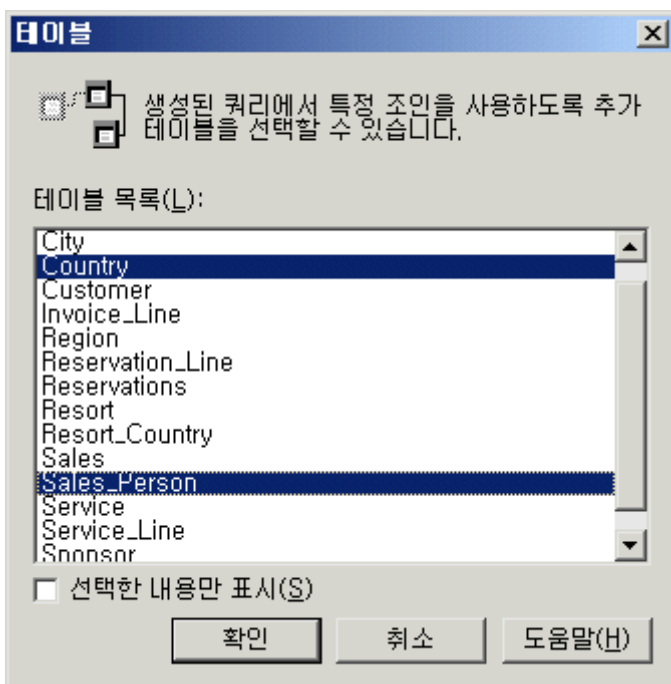 테이블
생성된 쿼리에서 특정 조인을 사용하도록 추가
테이블을 선택할 수 있습니다.
테이블 목록(L):
City
Country
Customer
Invoice_Line
Region
Reservation_Line
Reservations
Resort
Resort_Country
Sales
Sales_Person
Service
Service_Line
Sponsor
선택한 내용만 표시(S)
확인 취소 도움말(H)